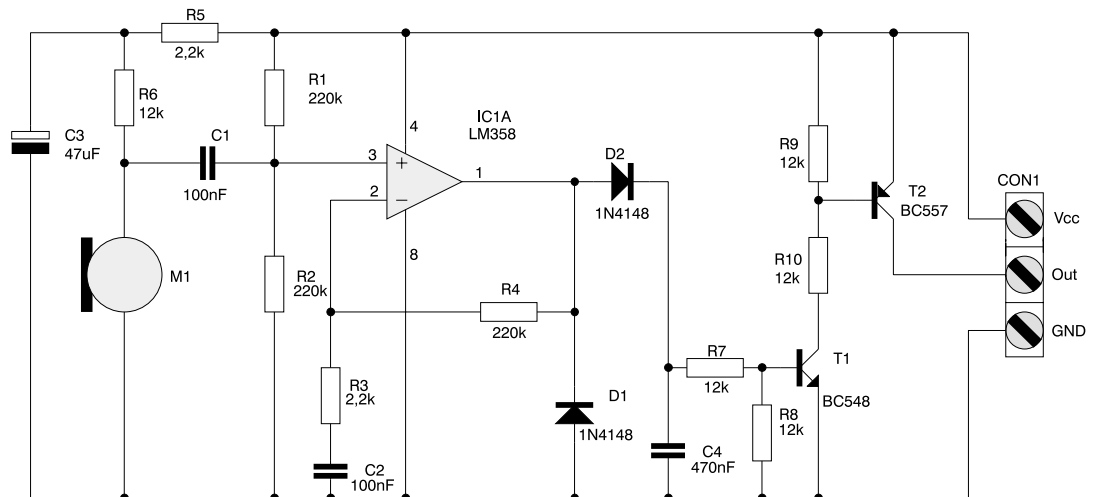 R5
2,2k
R6
12k
R1
220k
C3
47uF
C1
100nF
IC1A
LM358
4
3
+
2
−
1
8
D2
1N4148
R9
12k
T2
BC557
CON1
Vcc
Out
GND
M1
R2
220k
R4
220k
R10
12k
R3
2,2k
D1
1N4148
R7
12k
T1
BC548
R8
12k
C2
100nF
C4
470nF